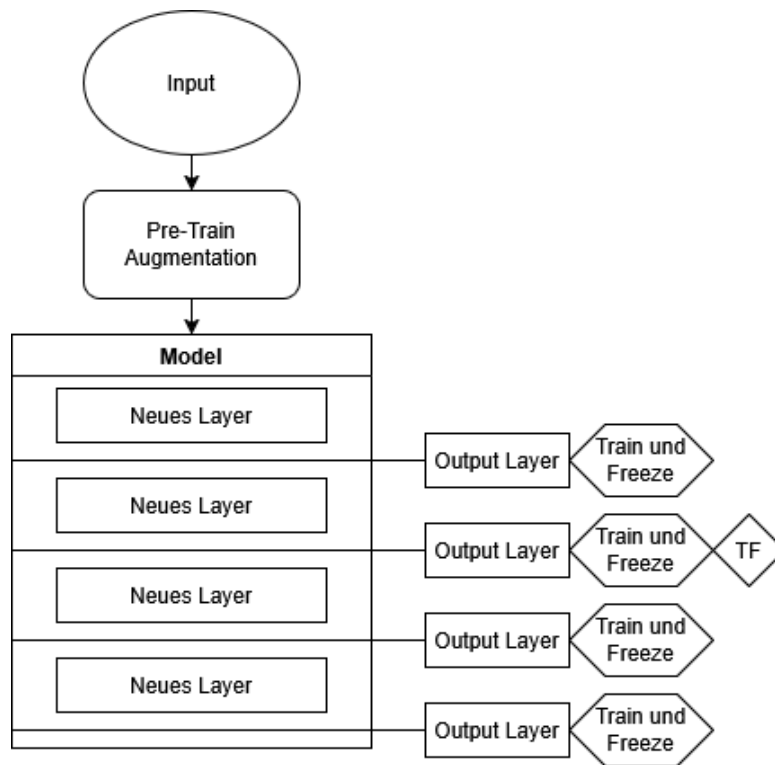 Input
Pre-Train
Augmentation
Model
Neues Layer
Output Layer
Train und
Freeze
Neues Layer
Output Layer
Train und
Freeze
TF
Neues Layer
Output Layer
Train und
Freeze
Neues Layer
Output Layer
Train und
Freeze